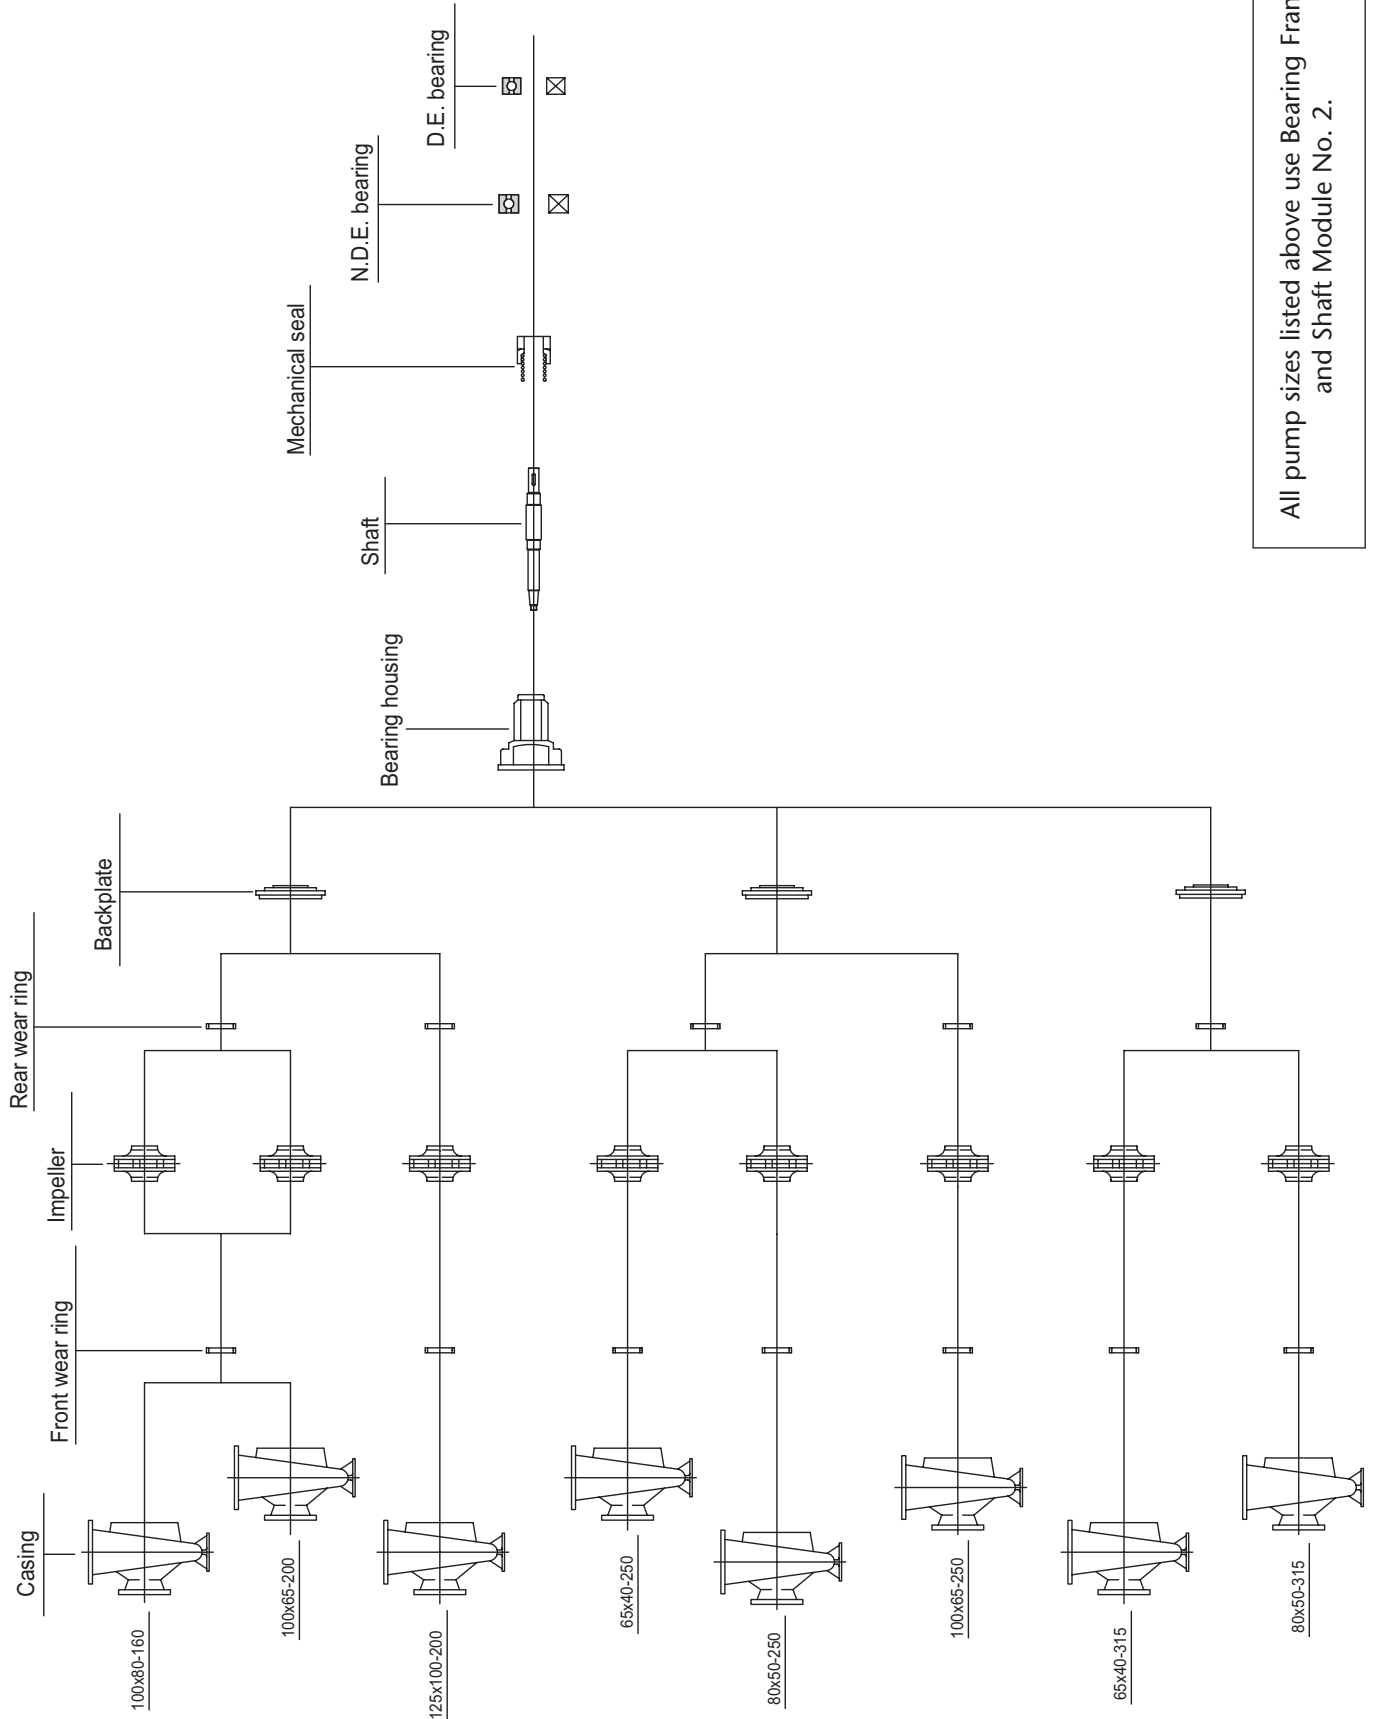 D.E. bearing
N.D.E. bearing
Mechanical seal
Shaft
Bearing housing
Backplate
Rear wear ring
Impeller
Front wear ring
Casing
100x80-160
100x65-200
125x100-200
65x40-250
80x50-250
100x65-250
65x40-315
80x50-315
All pump sizes listed above use Bearing
and Shaft Module No. 2.